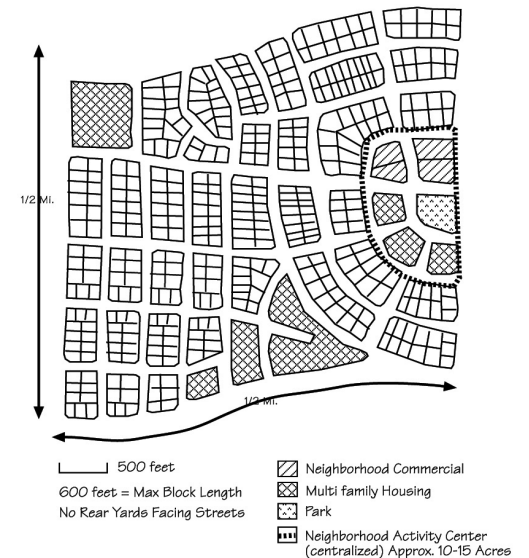 1/2 Mi.
1/2 Mi.
500 feet
600 feet = Max Block Length
No Rear Yards Facing Streets
Neighborhood Commercial
Multi family Housing
Park
Neighborhood Activity Center
(centralized) Approx. 10-15 Acres